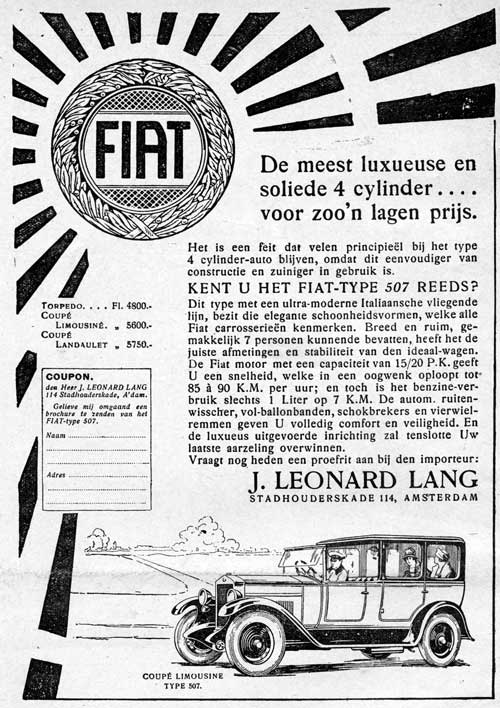 FIAT
De meest luxueuse en
soliede 4 cylinder....
voor zoo'n lagen prijs.
Het is een feit dat velen principieël bij het type
4 cylinder-auto blijven, omdat dit eenvoudiger van
constructie en zuiniger in gebruik is.
KENT U HET FIAT-TYPE 507 REEDS?
Dit type met een ultra-moderne Italiaansche vliegende
lijn, bezit die elegante schoonheidsvormen, welke alle
Fiat carrosserieën kenmerken. Breed en ruim, ge-
makkelijk 7 personen kunnende bevatten, heeft het de
juiste afmetingen en stabiliteit van den ideaal-wagen.
De Fiat motor met een capaciteit van 15/20 P.K. geeft
U een snelheid, welke in een oogwenk oploopt tot
85 à 90 K.M. per uur; en toch is het benzine-ver-
bruik slechts 1 Liter op 7 K.M. De autom. ruiten-
wisscher, vol-ballonbanden, schokbrekers en vierwiel-
remmen geven U volledig comfort en veiligheid. En
de luxueus uitgevoerde inrichting zal tenslotte Uw
laatste aarzeling overwinnen.
Vraagt nog heden een proefrit aan bij den importeur:
J. LEONARD LANG
STADHOUDERSKADE 114, AMSTERDAM
TORPEDO.... Fl. 4800.-
COUPÉ
LIMOUSINE. „ 5600.-
COUPÉ
LANDAULET „ 5750.-
COUPON.
den Heer J. LEONARD LANG
114 Stadhouderskade, A'dam.
Gelieve mij omgaand een
brochure te zenden van het
FIAT-type 507.
Naam
Adres
COUPÉ LIMOUSINE
TYPE 507.